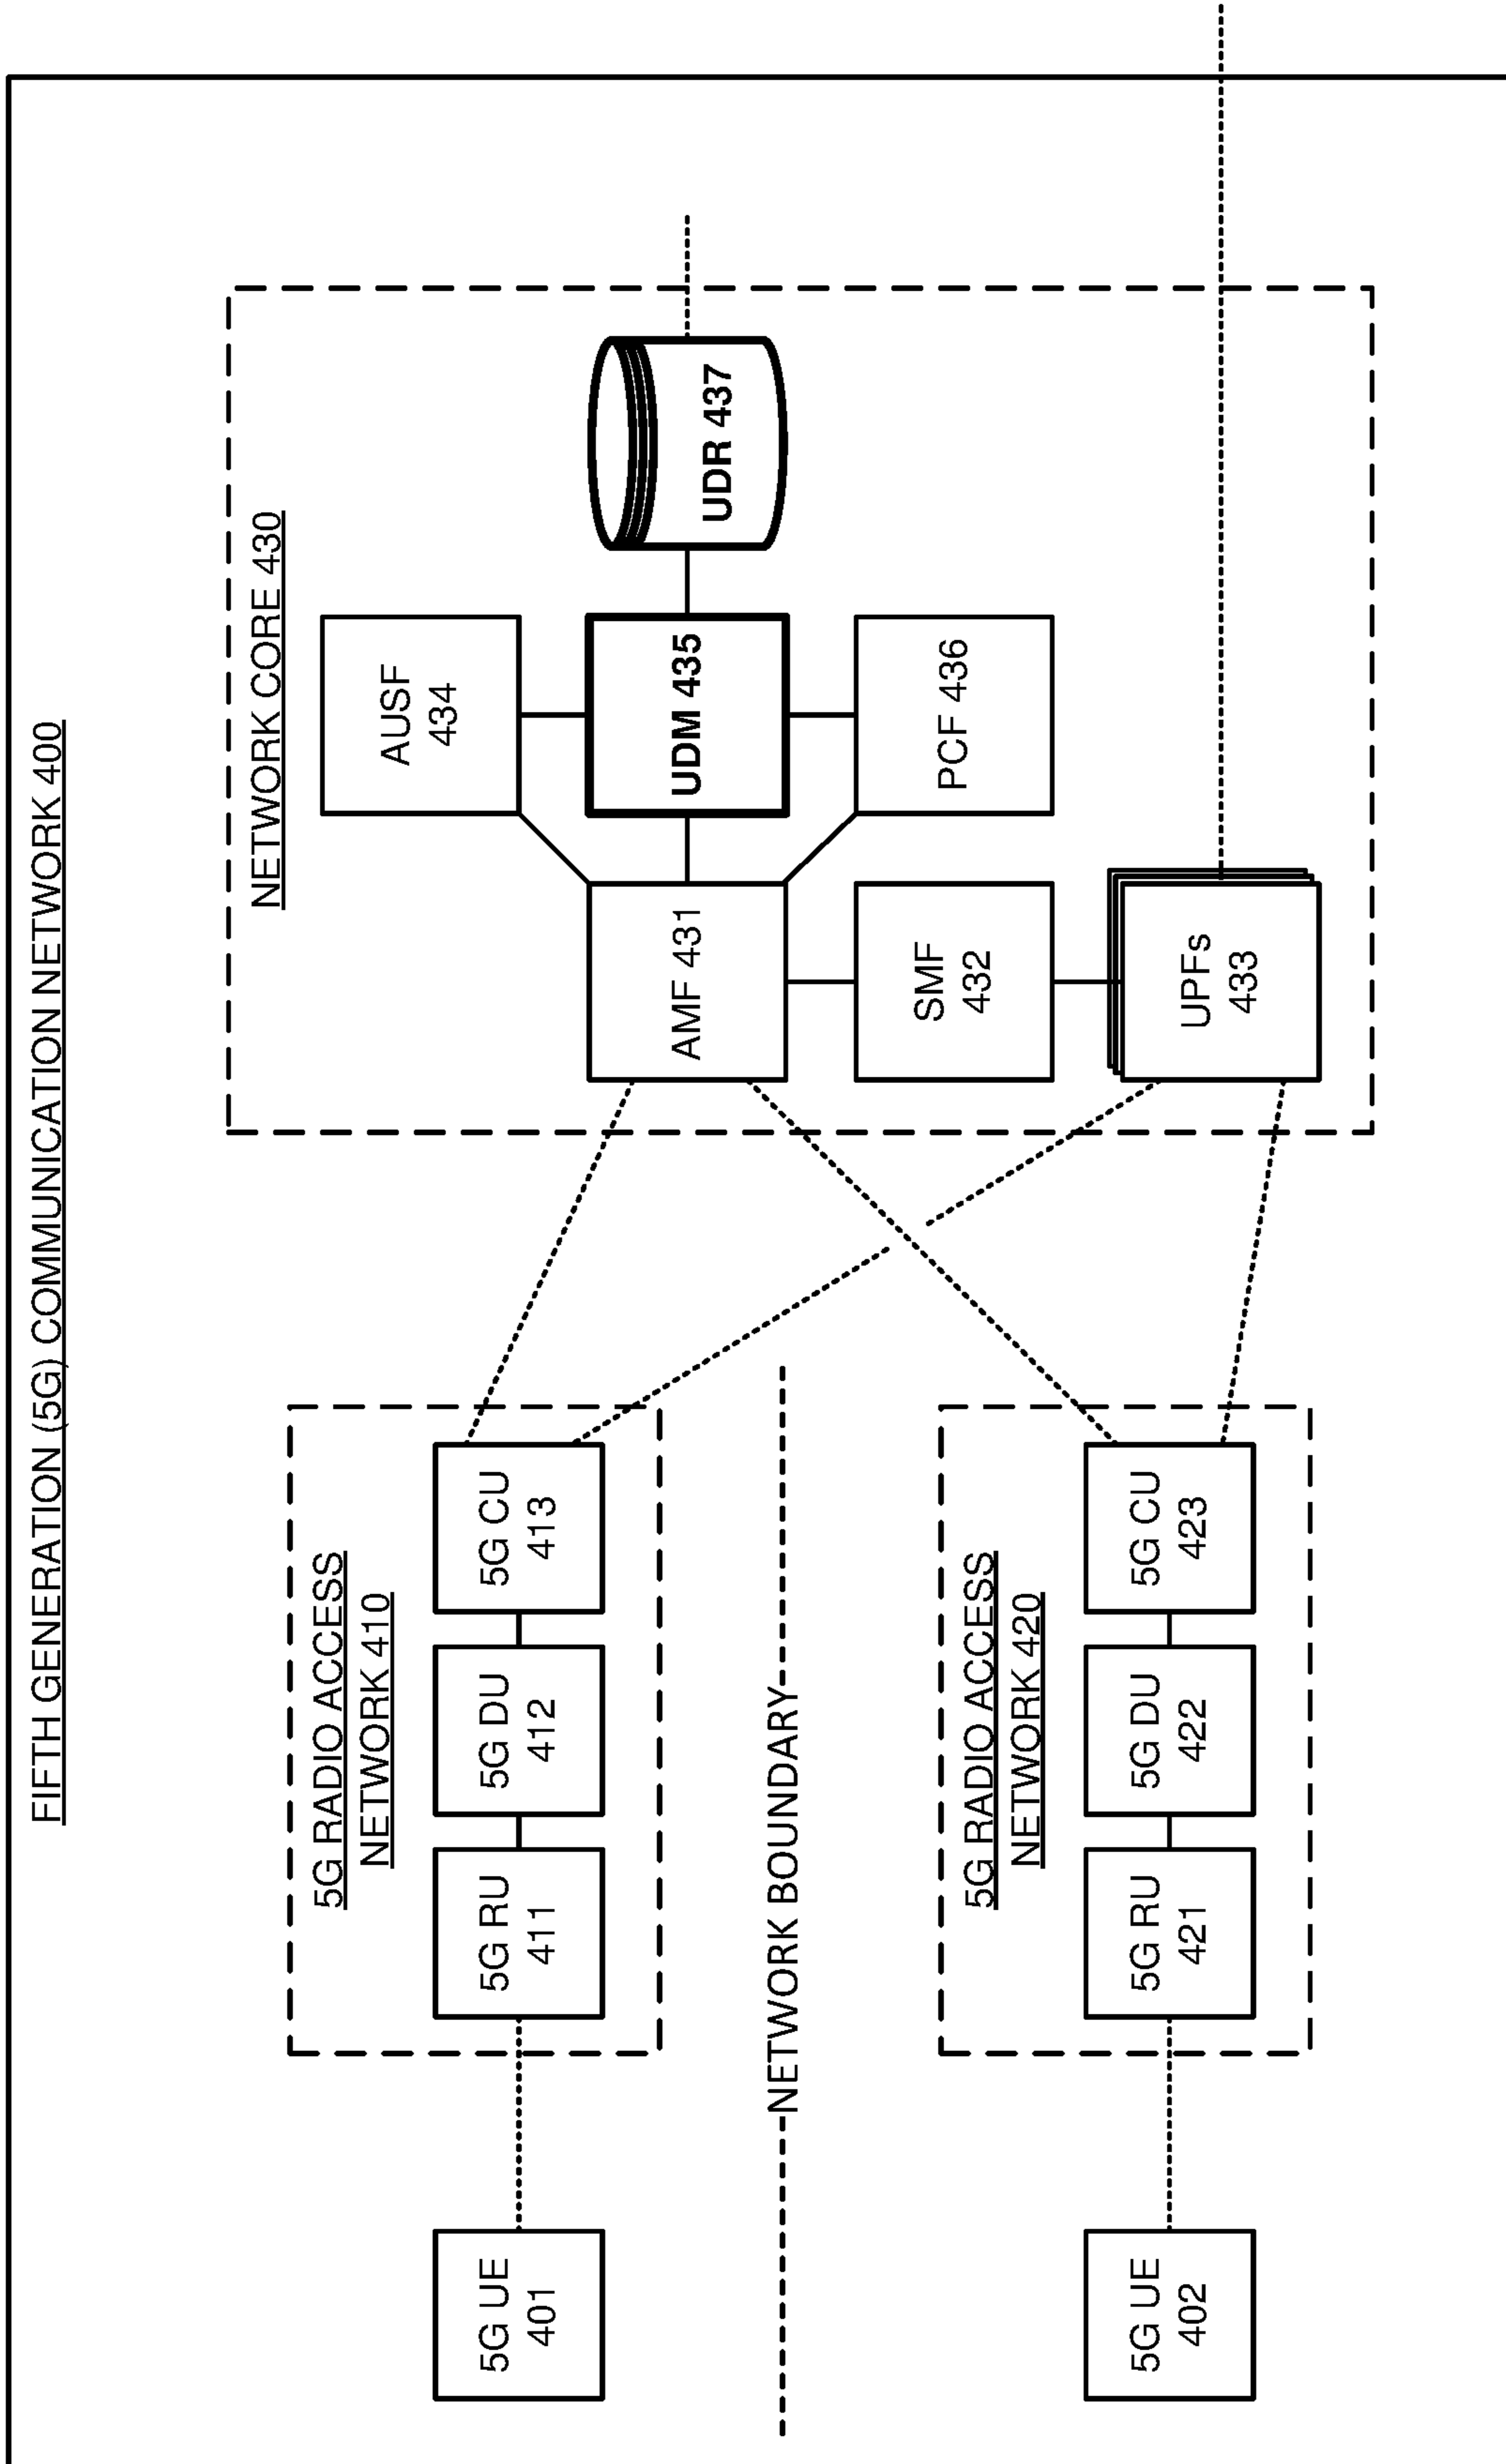 FIFTH GENERATION (5G) COMMUNICATION NETWORK 400
NETWORK CORE 430
AUSF
434
UDM 435
UDR 437
AMF 431
PCF 436
SMF
432
UPFs
433
5G RADIO ACCESS
NETWORK 410
5G UE
401
5G RU
411
5G DU
412
5G CU
413
NETWORK BOUNDARY
5G RADIO ACCESS
NETWORK 420
5G UE
402
5G RU
421
5G DU
422
5G CU
423